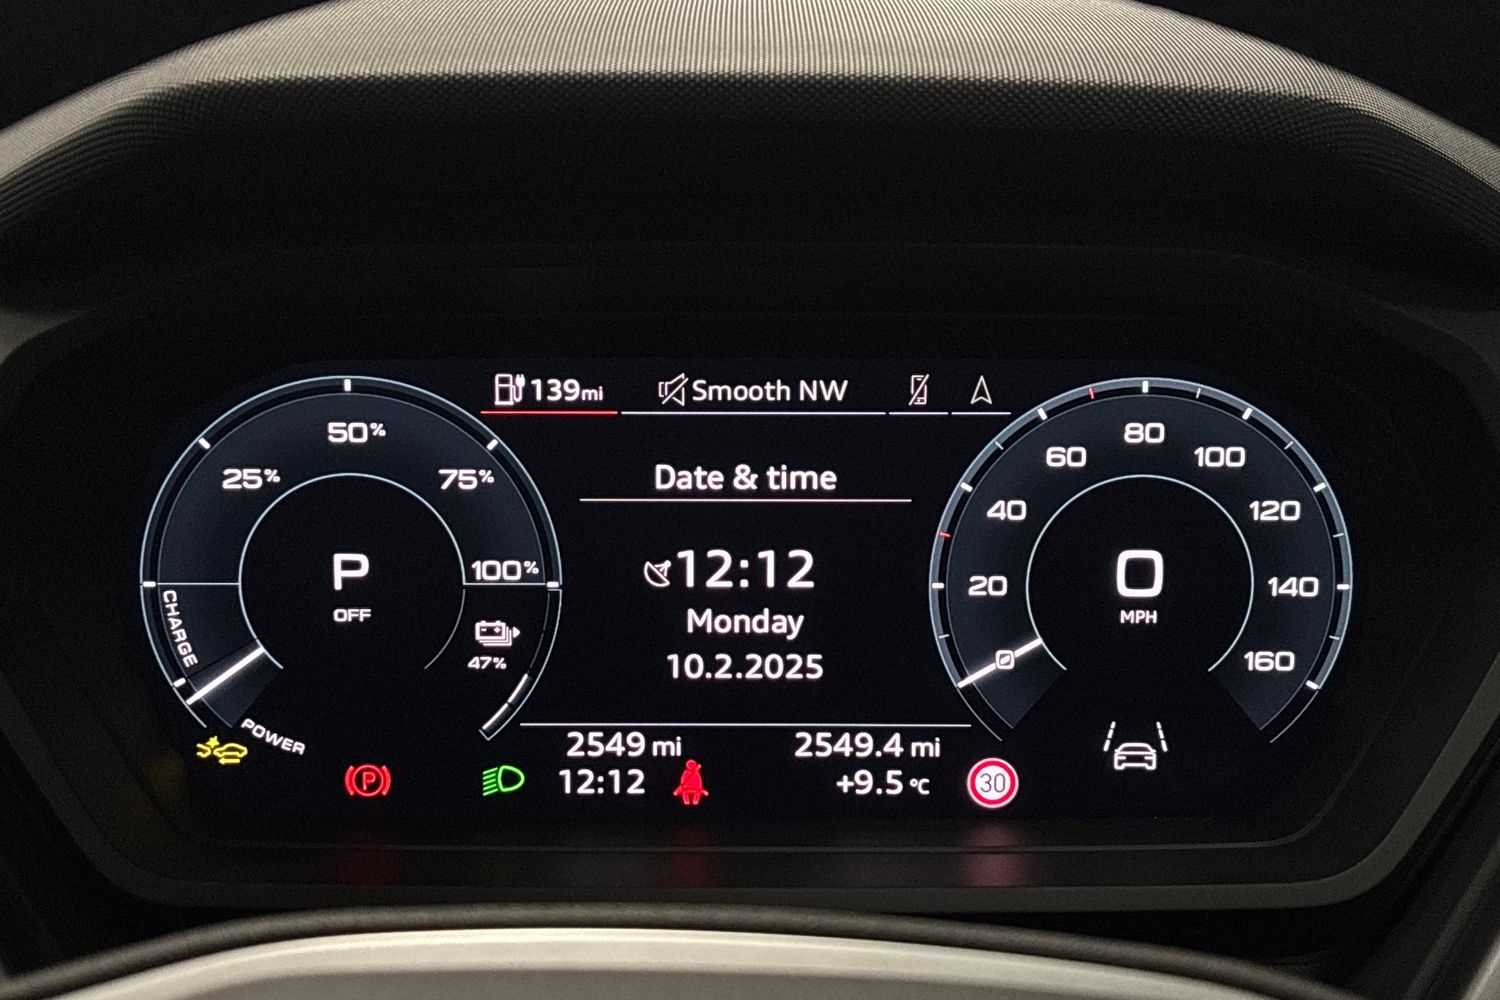 139 mi
Smooth NW
Date & time
12:12
Monday
10.2.2025
25%
50%
75%
100%
P
OFF
CHARGE
POWER
47%
20
40
60
80
100
120
140
160
0
MPH
2549 mi
2549.4 mi
P
12:12
+9.5 °C
30